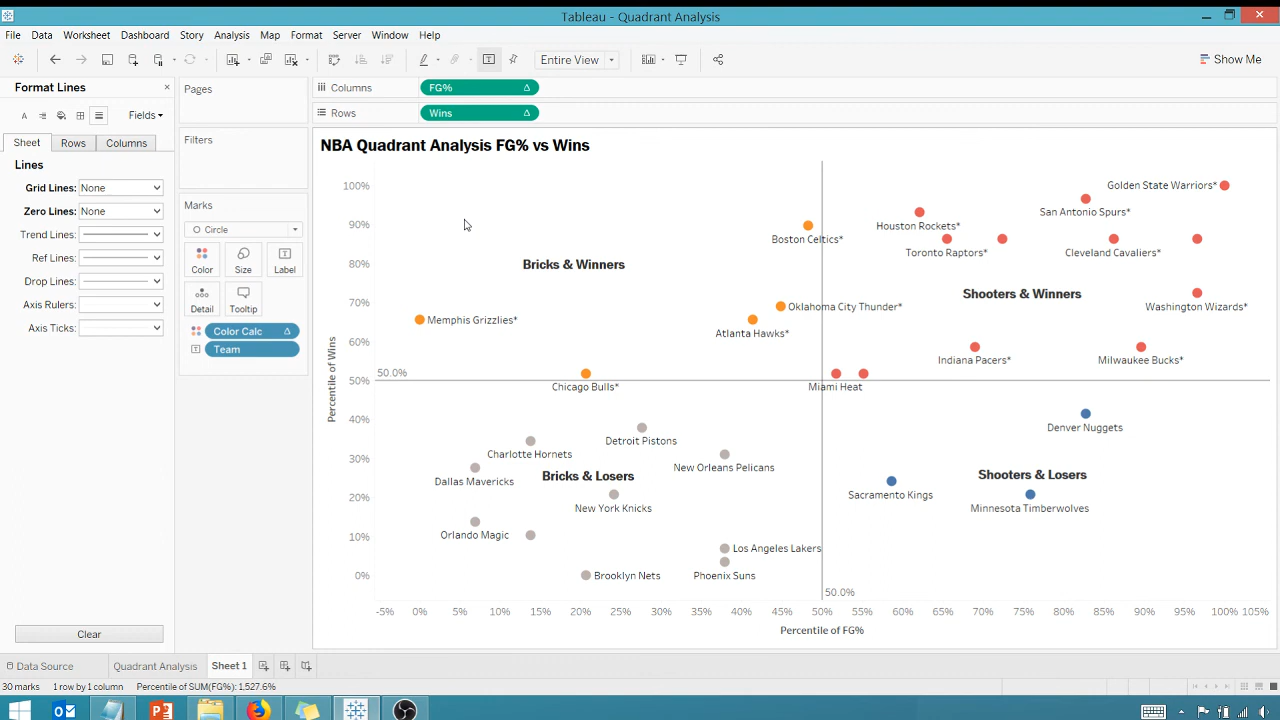 Tableau - Quadrant Analysis
File Data Worksheet Dashboard Story Analysis Map Format Server Window Help
Entire View
Show Me
Format Lines
Fields
Sheet Rows Columns
Lines
Grid Lines: None
Zero Lines: None
Trend Lines:
Ref Lines:
Drop Lines:
Axis Rulers:
Axis Ticks:
Clear
Pages
Filters
Marks
Circle
Color Size Label
Detail Tooltip
Color Calc
Team
Columns FG%
Rows Wins
NBA Quadrant Analysis FG% vs Wins
Percentile of Wins
100%
90%
80%
70%
60%
50%
40%
30%
20%
10%
0%
Golden State Warriors*
San Antonio Spurs*
Houston Rockets*
Boston Celtics*
Toronto Raptors*
Cleveland Cavaliers*
Bricks & Winners
Shooters & Winners
Oklahoma City Thunder*
Washington Wizards*
Memphis Grizzlies*
Atlanta Hawks*
Indiana Pacers*
Milwaukee Bucks*
50.0%
Chicago Bulls*
Miami Heat
Denver Nuggets
Detroit Pistons
Charlotte Hornets
New Orleans Pelicans
Dallas Mavericks
Bricks & Losers
Shooters & Losers
Sacramento Kings
New York Knicks
Minnesota Timberwolves
Orlando Magic
Los Angeles Lakers
Brooklyn Nets
Phoenix Suns
50.0%
-5% 0% 5% 10% 15% 20% 25% 30% 35% 40% 45% 50% 55% 60% 65% 70% 75% 80% 85% 90% 95% 100% 105%
Percentile of FG%
Data Source Quadrant Analysis Sheet 1
30 marks 1 row by 1 column Percentile of SUM(FG%): 1,527.6%